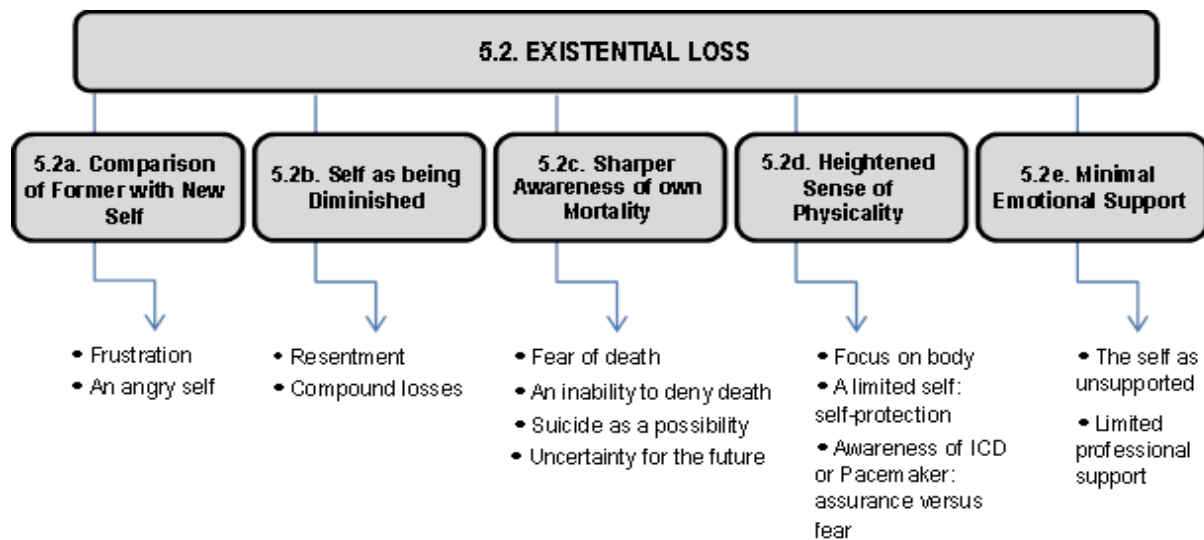 5.2. EXISTENTIAL LOSS
5.2a. Comparison
of Former with New
Self
5.2b. Self as being
Diminished
5.2c. Sharper
Awareness of own
Mortality
5.2d. Heightened
Sense of
Physicality
5.2e. Minimal
Emotional Support
• Frustration
• An angry self
• Resentment
• Compound losses
• Fear of death
• An inability to deny death
• Suicide as a possibility
• Uncertainty for the future
• Focus on body
• A limited self:
self-protection
• Awareness of ICD
or Pacemaker:
assurance versus
fear
• The self as
unsupported
• Limited
professional
support